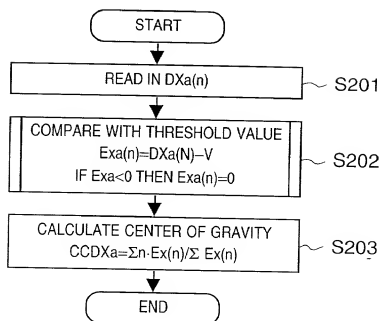 START
READ IN DXa(n)
S201
COMPARE WITH THRESHOLD VALUE
Exa(n)=DXa(N)–V
IF Exa<0 THEN Exa(n)=0
S202
CALCULATE CENTER OF GRAVITY
CCDXa=Σn·Ex(n)/Σ Ex(n)
S203
END